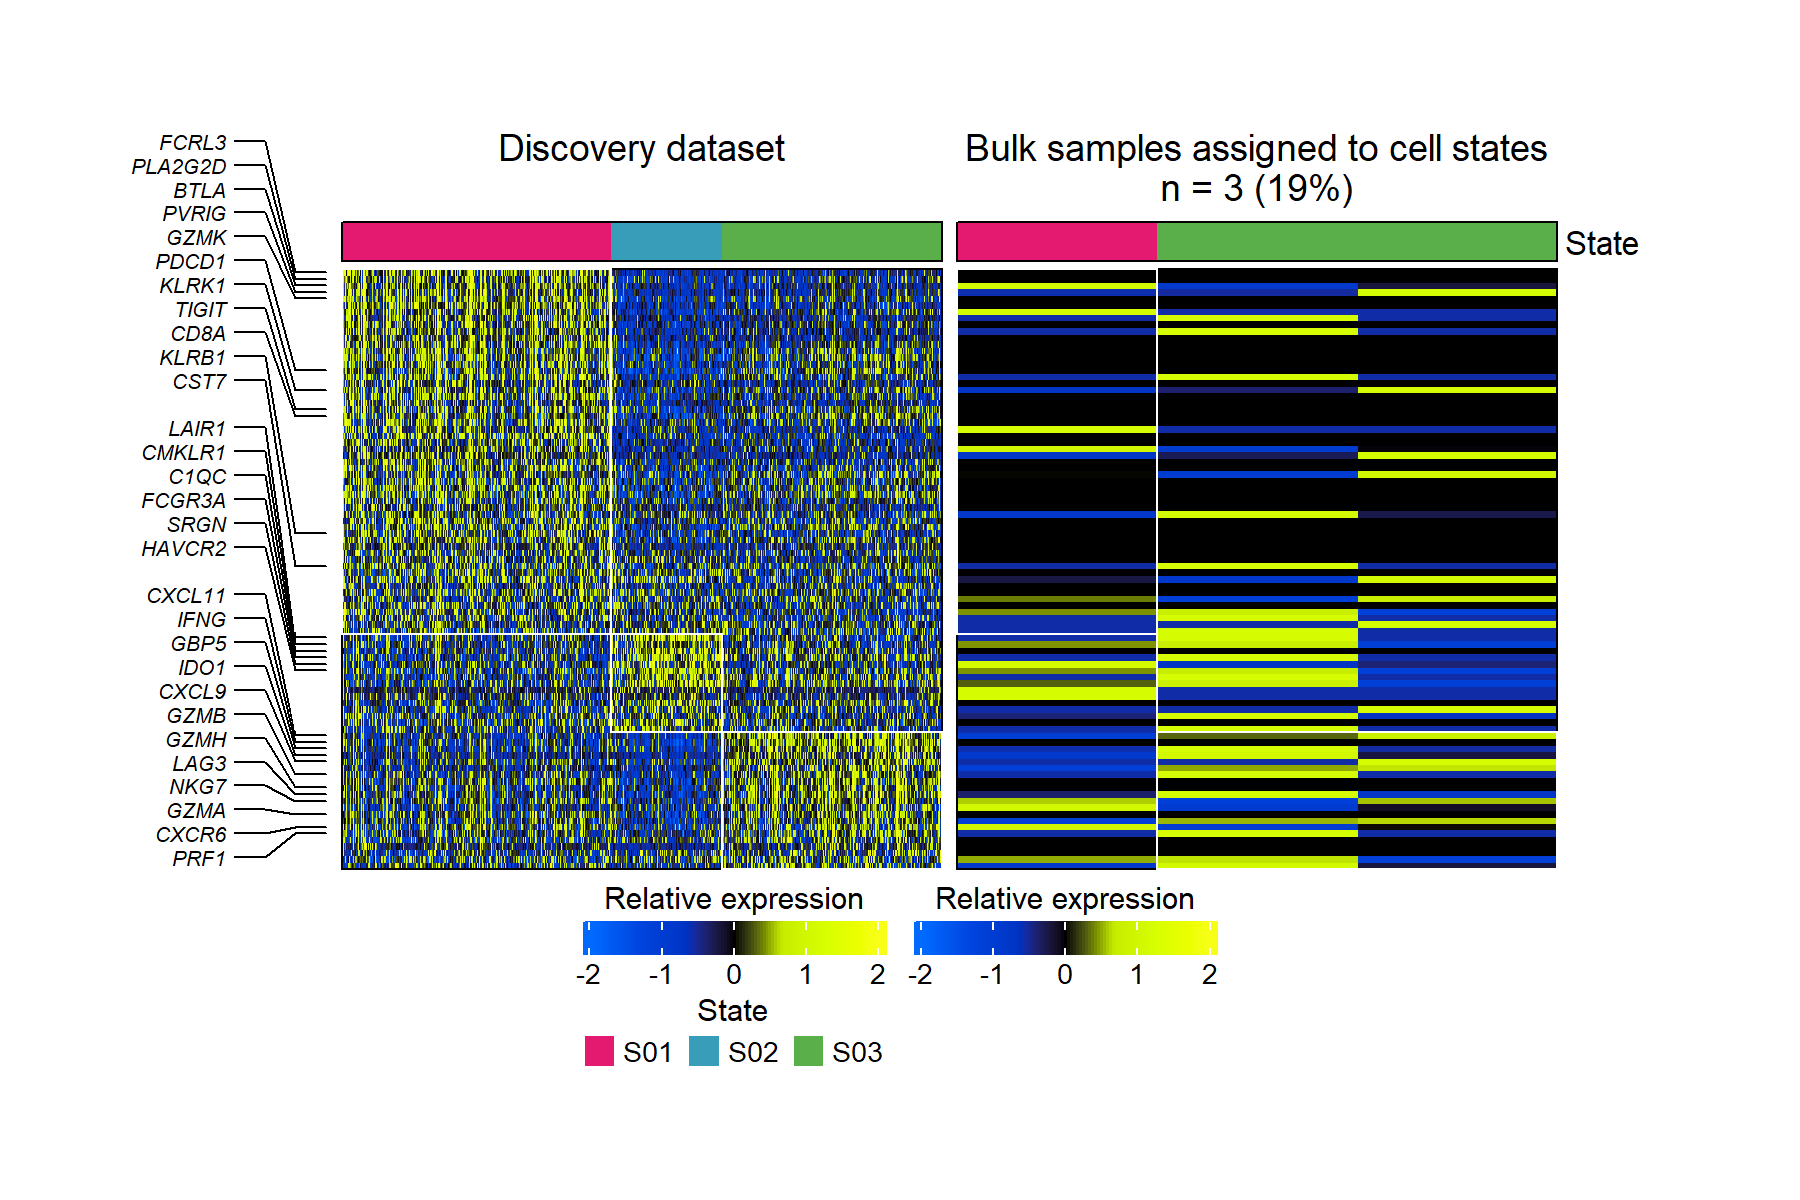 Discovery dataset
Bulk samples assigned to cell states
n = 3 (19%)
State
FCRL3
PLA2G2D
BTLA
PVRIG
GZMK
PDCD1
KLRK1
TIGIT
CD8A
KLRB1
CST7
LAIR1
CMKLR1
C1QC
FCGR3A
SRGN
HAVCR2
CXCL11
IFNG
GBP5
IDO1
CXCL9
GZMB
GZMH
LAG3
NKG7
GZMA
CXCR6
PRF1
Relative expression
-2 -1 0 1 2
Relative expression
-2 -1 0 1 2
State
S01 S02 S03